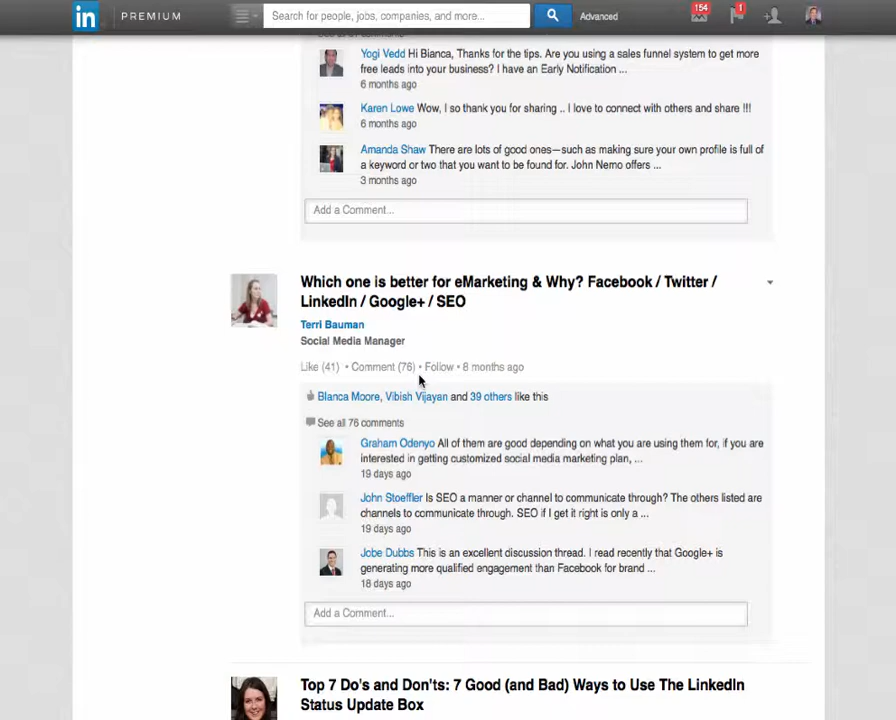 in PREMIUM Search for people, jobs, companies, and more... Advanced 154 1
Yogi Vedd Hi Bianca, Thanks for the tips. Are you using a sales funnel system to get more
free leads into your business? I have an Early Notification ...
6 months ago
Karen Lowe Wow, I so thank you for sharing .. I love to connect with others and share !!!
6 months ago
Amanda Shaw There are lots of good ones—such as making sure your own profile is full of
a keyword or two that you want to be found for. John Nemo offers ...
3 months ago
Add a Comment...
Which one is better for eMarketing & Why? Facebook / Twitter /
LinkedIn / Google+ / SEO
Terri Bauman
Social Media Manager
Like (41) • Comment (76) • Follow • 8 months ago
Blanca Moore, Vibish Vijayan and 39 others like this
See all 76 comments
Graham Odenyo All of them are good depending on what you are using them for, if you are
interested in getting customized social media marketing plan, ...
19 days ago
John Stoeffler Is SEO a manner or channel to communicate through? The others listed are
channels to communicate through. SEO if I get it right is only a ...
19 days ago
Jobe Dubbs This is an excellent discussion thread. I read recently that Google+ is
generating more qualified engagement than Facebook for brand ...
18 days ago
Add a Comment...
Top 7 Do's and Don'ts: 7 Good (and Bad) Ways to Use The LinkedIn
Status Update Box